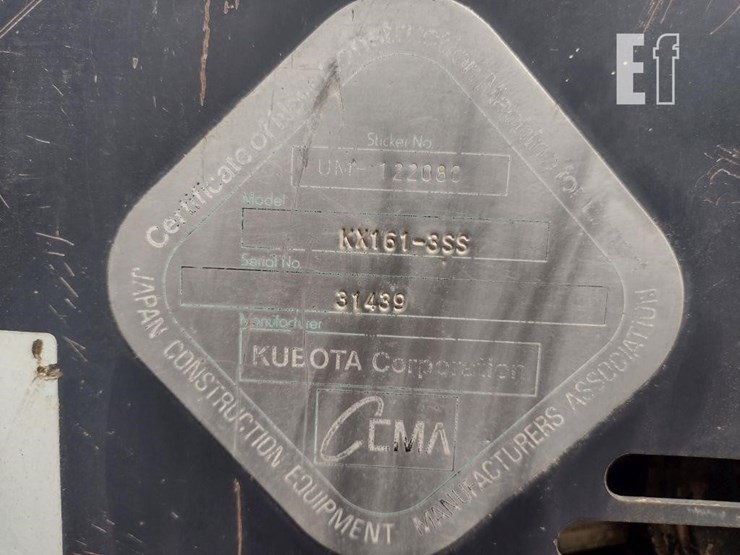 Ef
Certificate of
Sticker No.
UM- 12208
Model
KX161-3SS
Serial No.
31439
Manufacturer
KUBOTA Corporation
CEMA
JAPAN CONSTRUCTION EQUIPMENT MANUFACTURERS ASSOCIATION